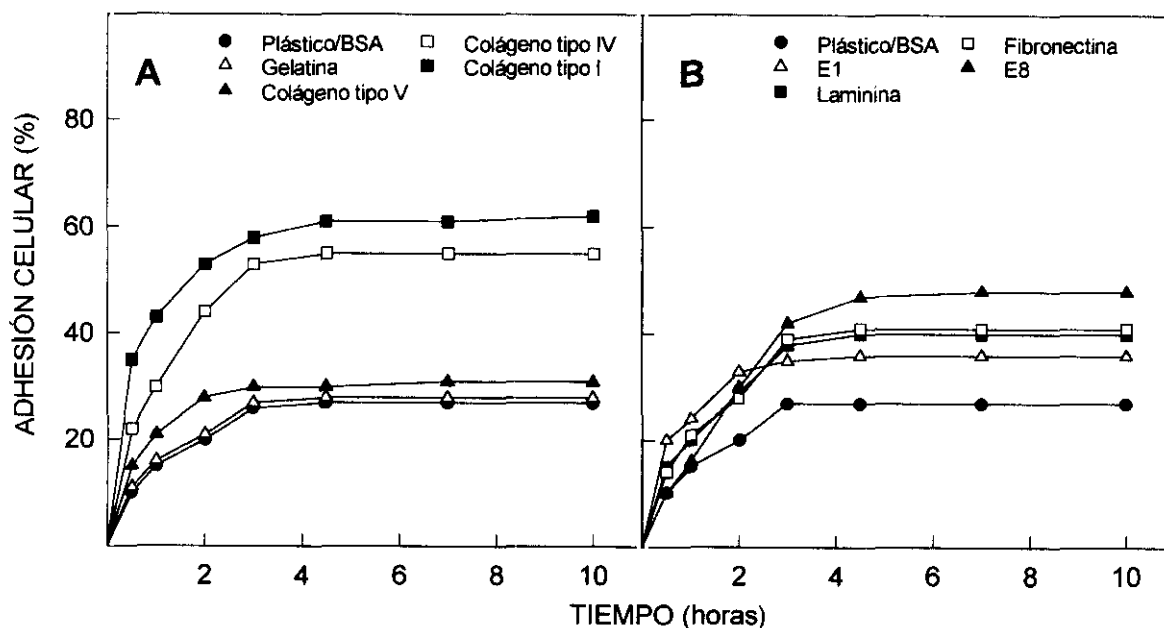 A
Plástico/BSA
Gelatina
Colágeno tipo V
Colágeno tipo IV
Colágeno tipo I
B
Plástico/BSA
E1
Laminina
Fibronectina
E8
ADHESIÓN CELULAR (%)
80
60
40
20
2 4 6 8 10
2 4 6 8 10
TIEMPO (horas)